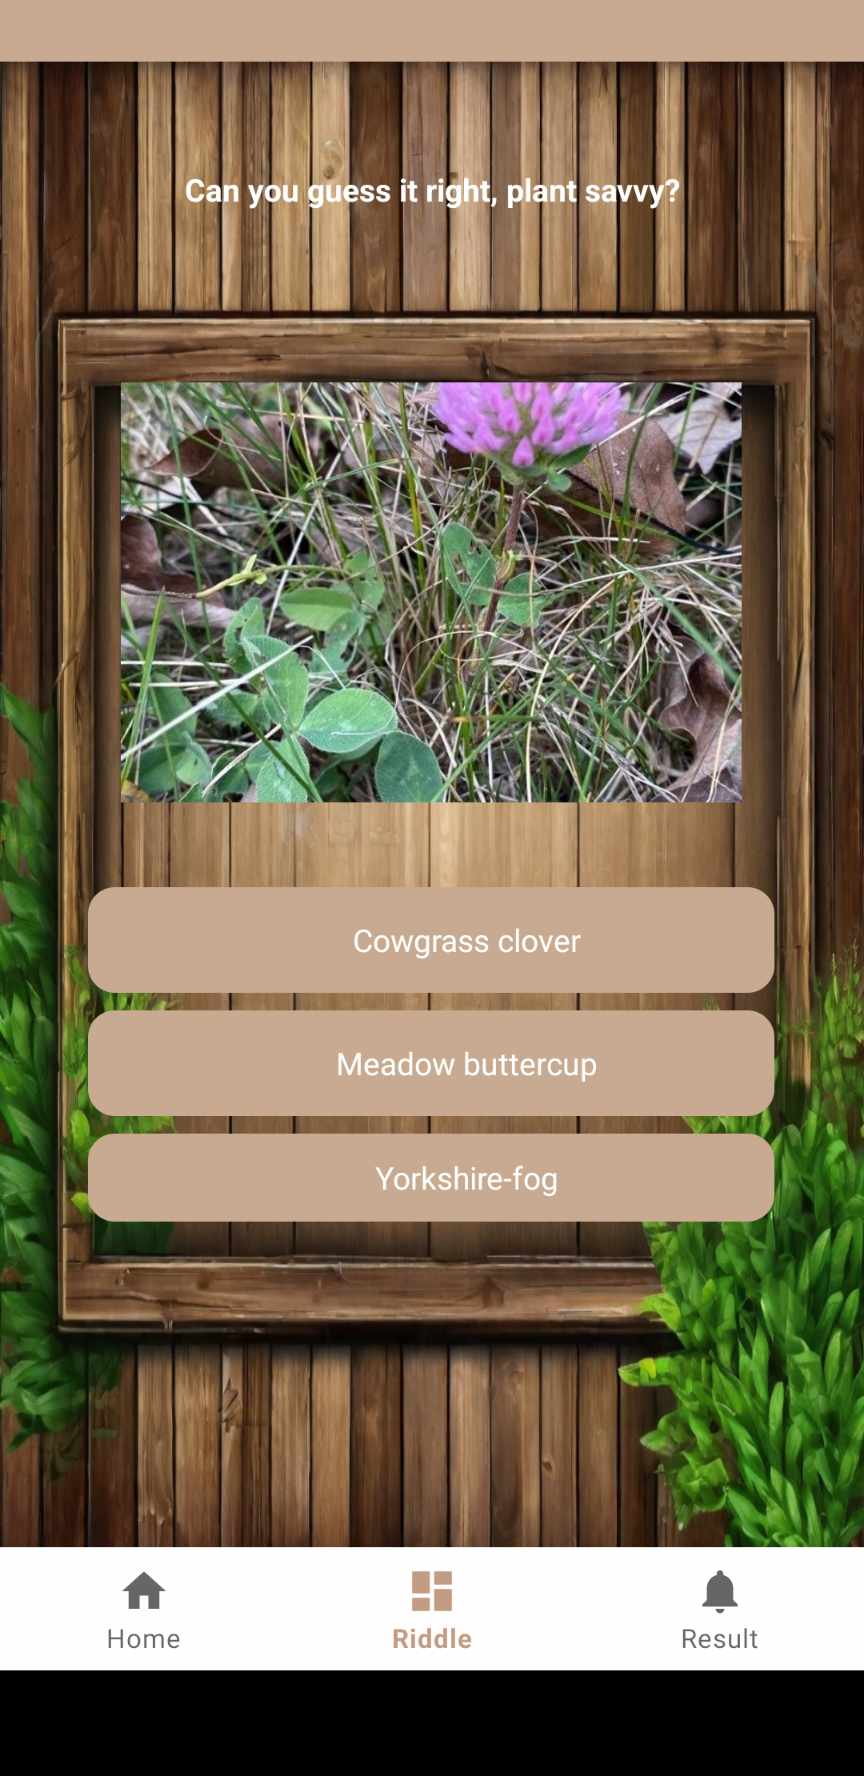 Can you guess it right, plant savvy?
Cowgrass clover
Meadow buttercup
Yorkshire-fog
Home
Riddle
Result